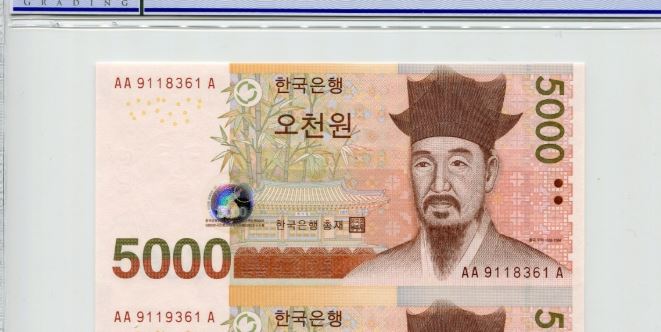 GRADING
AA 9118361 A
한국은행
오천원
5000
한국은행 총재
5000
AA 9118361 A
AA 9119361 A
한국은행
5